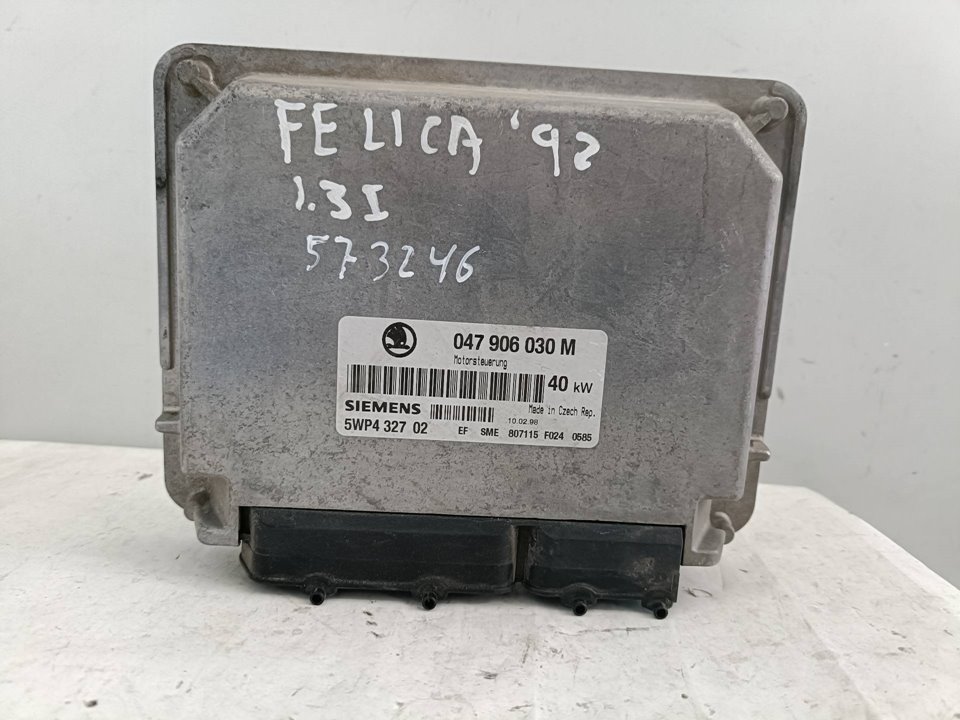 FELICA '92
1.3I
573246
047 906 030 M
Motorsteuerung
40 kW
SIEMENS
Made in Czech Rep.
10.02.98
5WP4 327 02
EF SME 807115 F024 0585